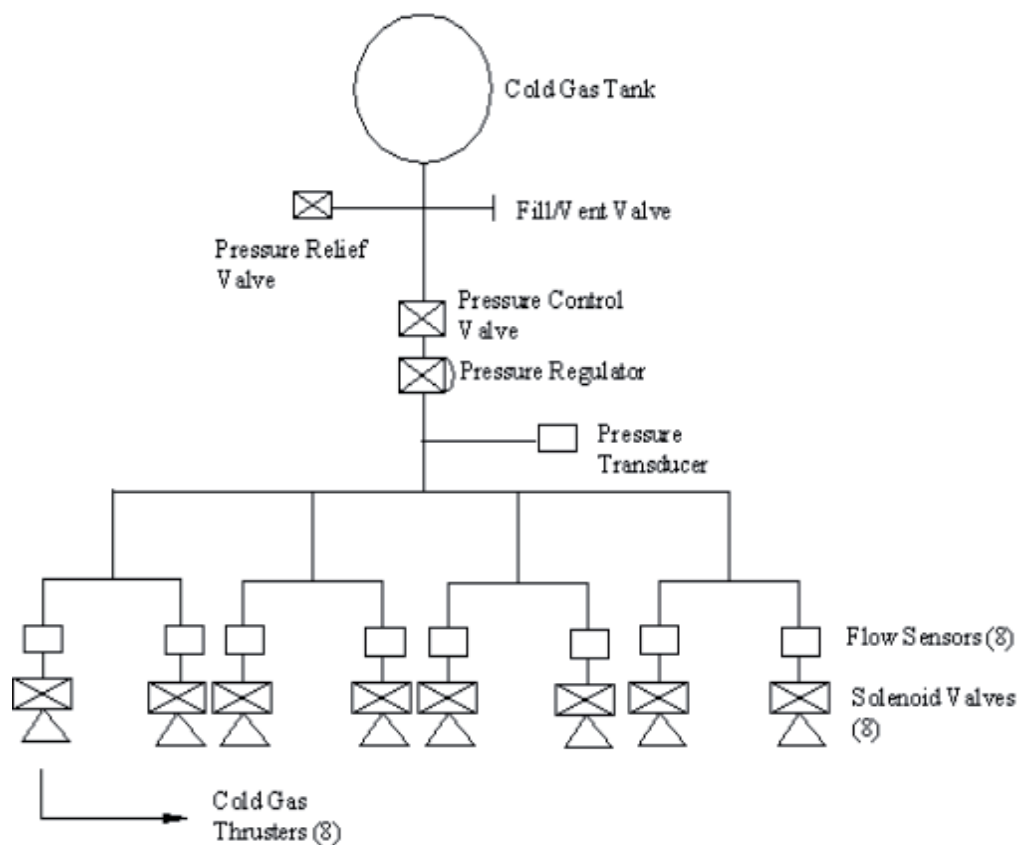 Cold Gas Tank
Fill/Vent Valve
Pressure Relief
Valve
Pressure Control
Valve
Pressure Regulator
Pressure
Transducer
Flow Sensors (8)
Solenoid Valves
(8)
Cold Gas
Thrusters (8)